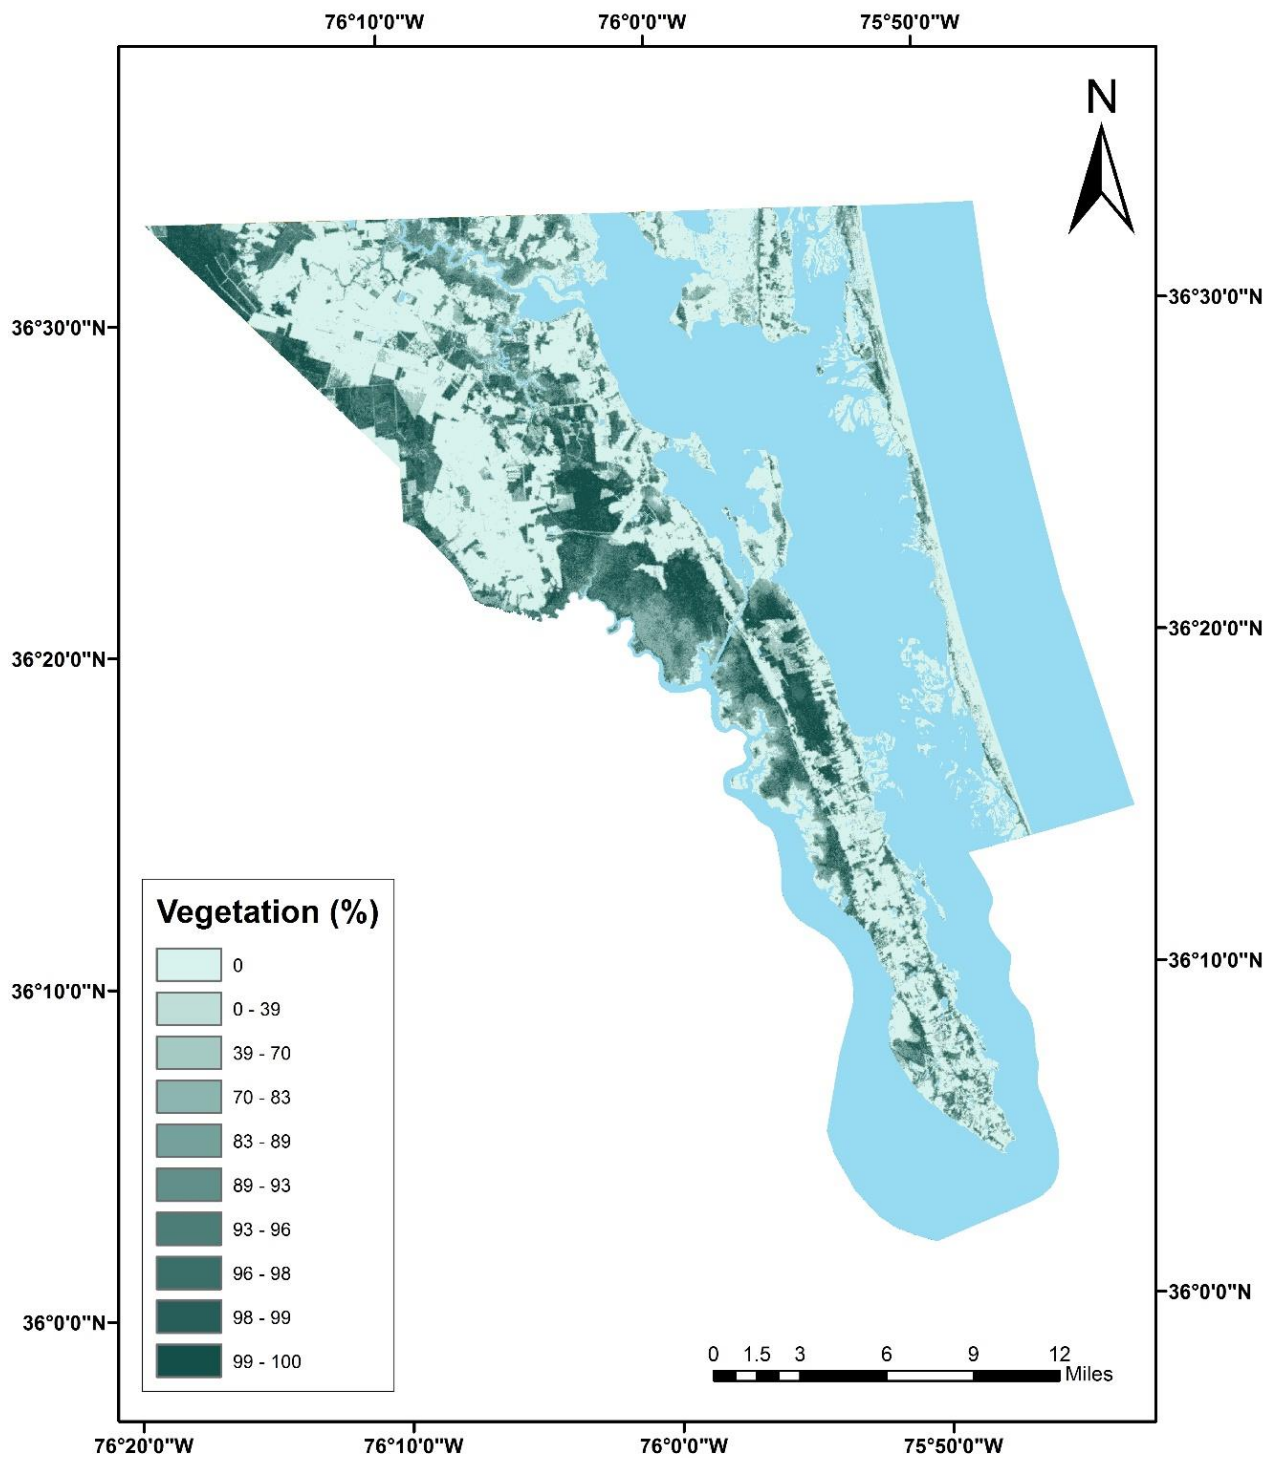 76°10'0"W 76°0'0"W 75°50'0"W
N
36°30'0"N
36°30'0"N
36°20'0"N
36°20'0"N
Vegetation (%)
0
0 - 39
39 - 70
70 - 83
83 - 89
89 - 93
93 - 96
96 - 98
98 - 99
99 - 100
36°10'0"N
36°10'0"N
36°0'0"N
36°0'0"N
0 1.5 3 6 9 12
Miles
76°20'0"W 76°10'0"W 76°0'0"W 75°50'0"W